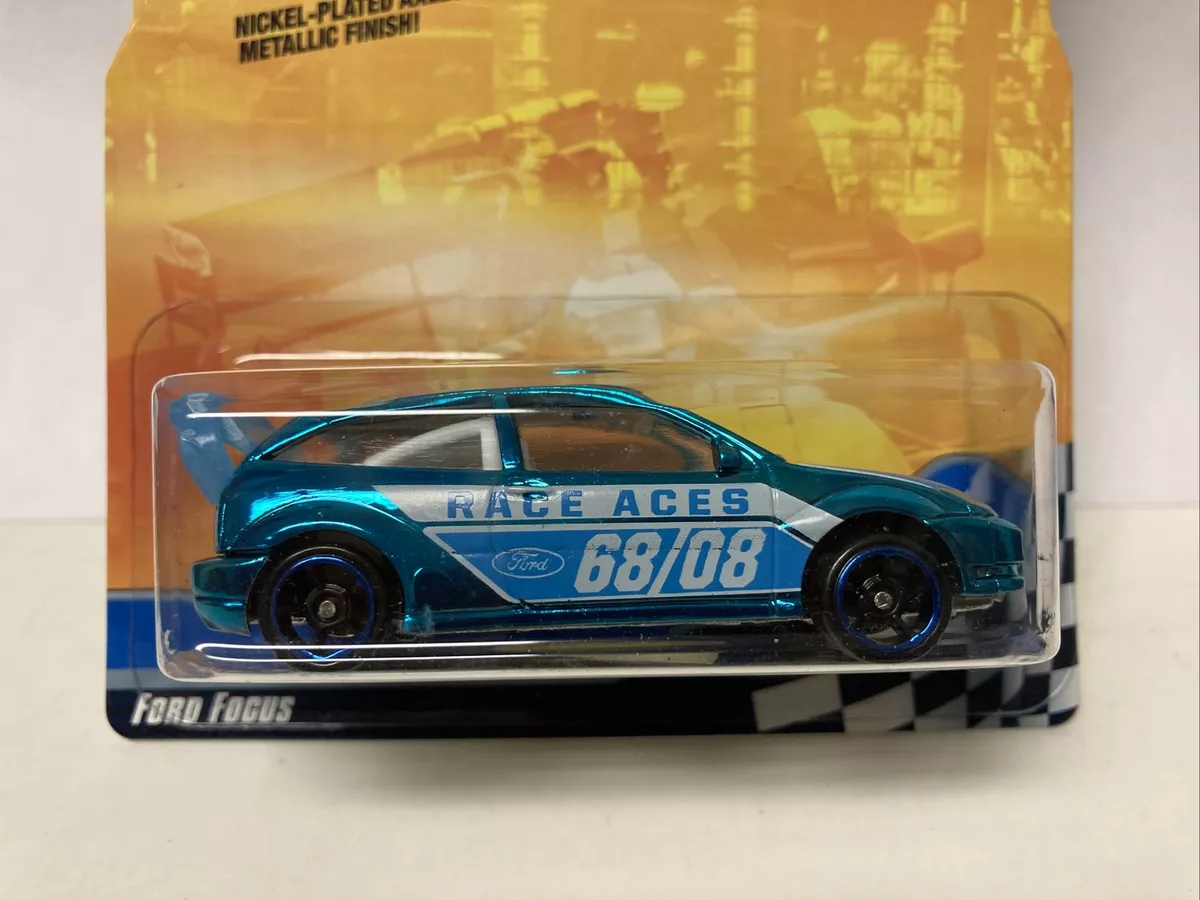 NICKEL-PLATED
METALLIC FINISH!
RACE ACES
Ford 68/08
FORD FOCUS